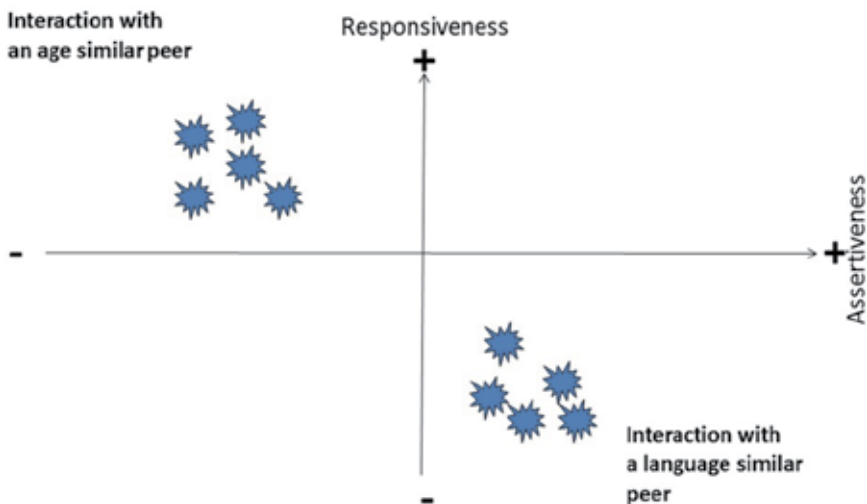 Interaction with
an age similar peer
Responsiveness
+
-
+
Assertiveness
Interaction with
a language similar
peer
-